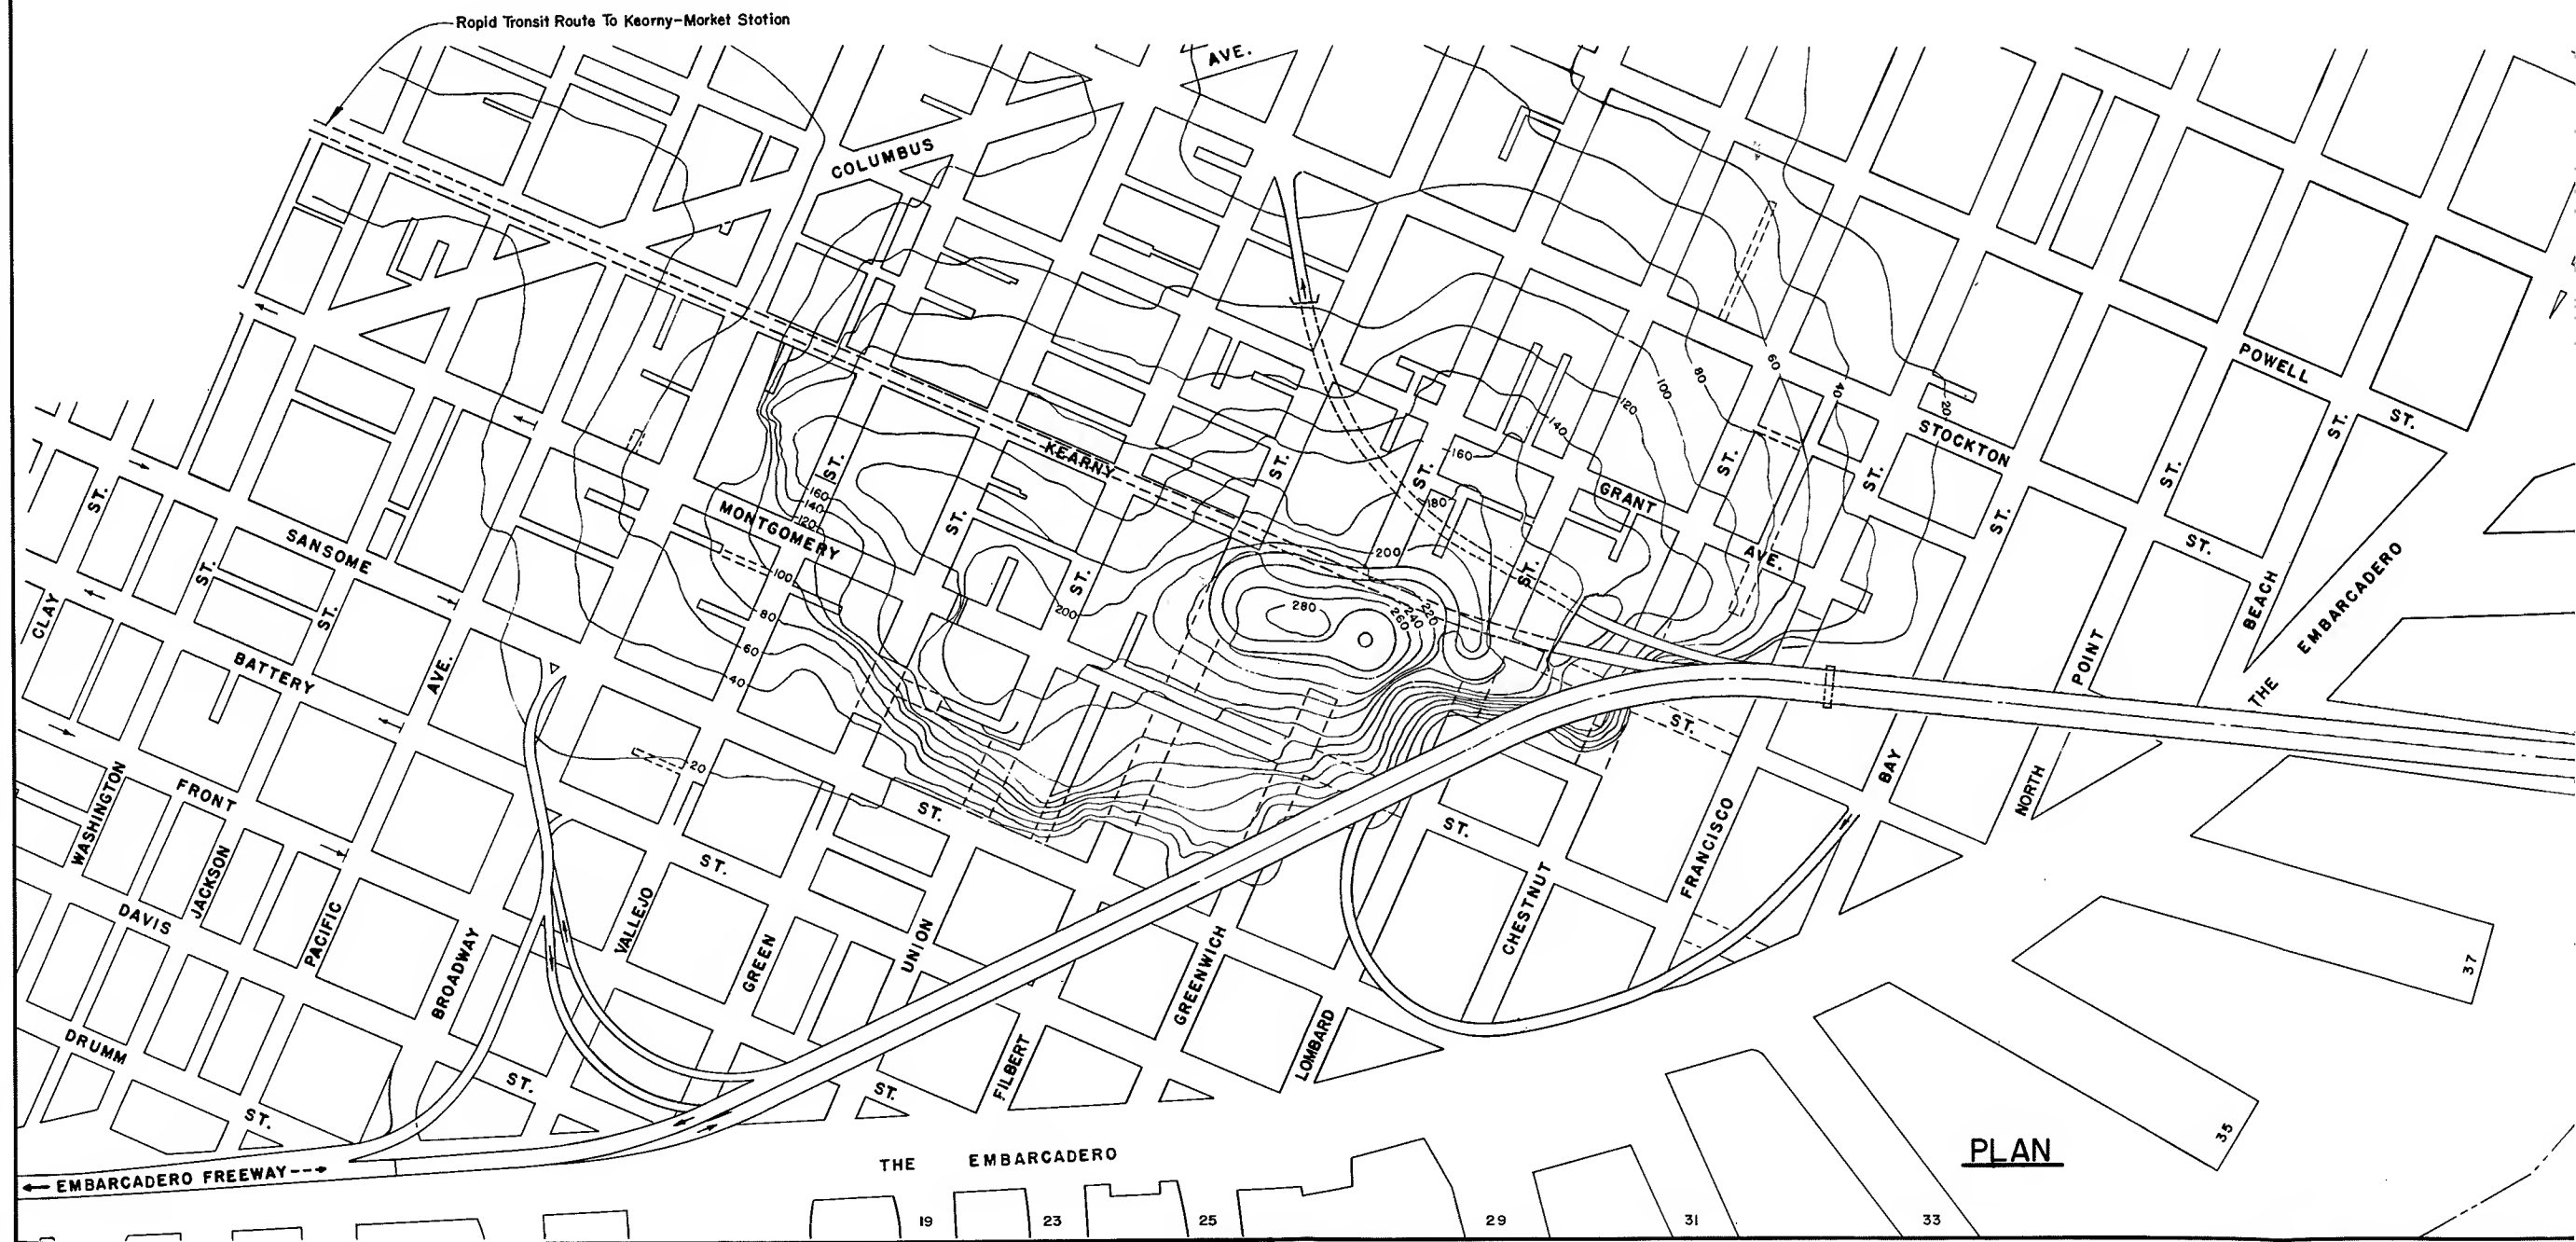 Rapid Transit Route To Kearny-Market Station
AVE.
COLUMBUS
POWELL
ST.
ST.
60
80
100
40
20
120
140
STOCKTON
KEARNY
ST.
ST.
160
ST.
ST.
ST.
ST.
GRANT
180
160
140
120
MONTGOMERY
ST.
ST.
ST.
ST.
AVE.
200
SANSOME
ST.
100
ST.
ST.
200
280
220
240
260
BEACH
THE EMBARCADERO
CLAY
ST.
80
60
40
BATTERY
AVE.
POINT
ST.
20
BAY
NORTH
WASHINGTON
FRONT
ST.
ST.
ST.
FRANCISCO
JACKSON
DAVIS
PACIFIC
BROADWAY
VALLEJO
GREEN
UNION
GREENWICH
CHESTNUT
37
DRUMM
ST.
ST.
ST.
FILBERT
LOMBARD
35
PLAN
THE EMBARCADERO
EMBARCADERO FREEWAY
19
23
25
29
31
33